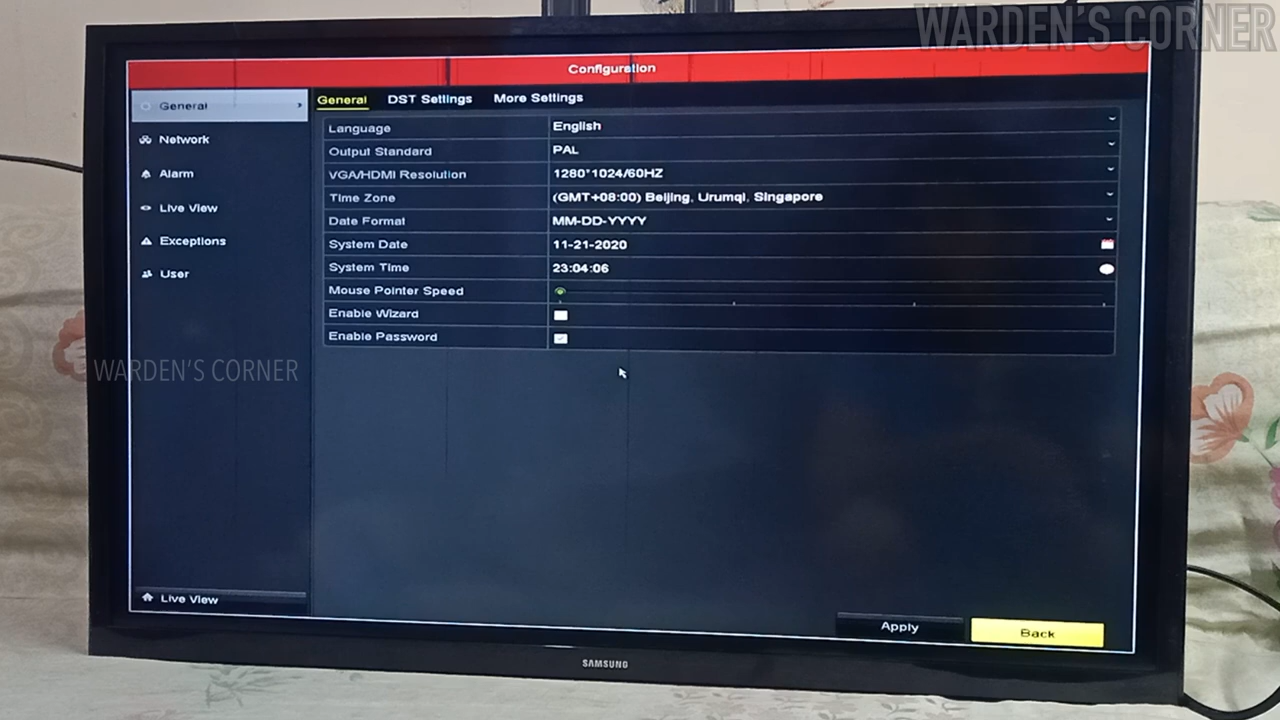 WARDEN'S CORNER
Configuration
General
Network
Alarm
Live View
Exceptions
User
WARDEN'S CORNER
Live View
General DST Settings More Settings
Language English
Output Standard PAL
VGA/HDMI Resolution 1280*1024/60HZ
Time Zone (GMT+08:00) Beijing, Urumqi, Singapore
Date Format MM-DD-YYYY
System Date 11-21-2020
System Time 23:04:06
Mouse Pointer Speed
Enable Wizard
Enable Password
Apply Back
SAMSUNG